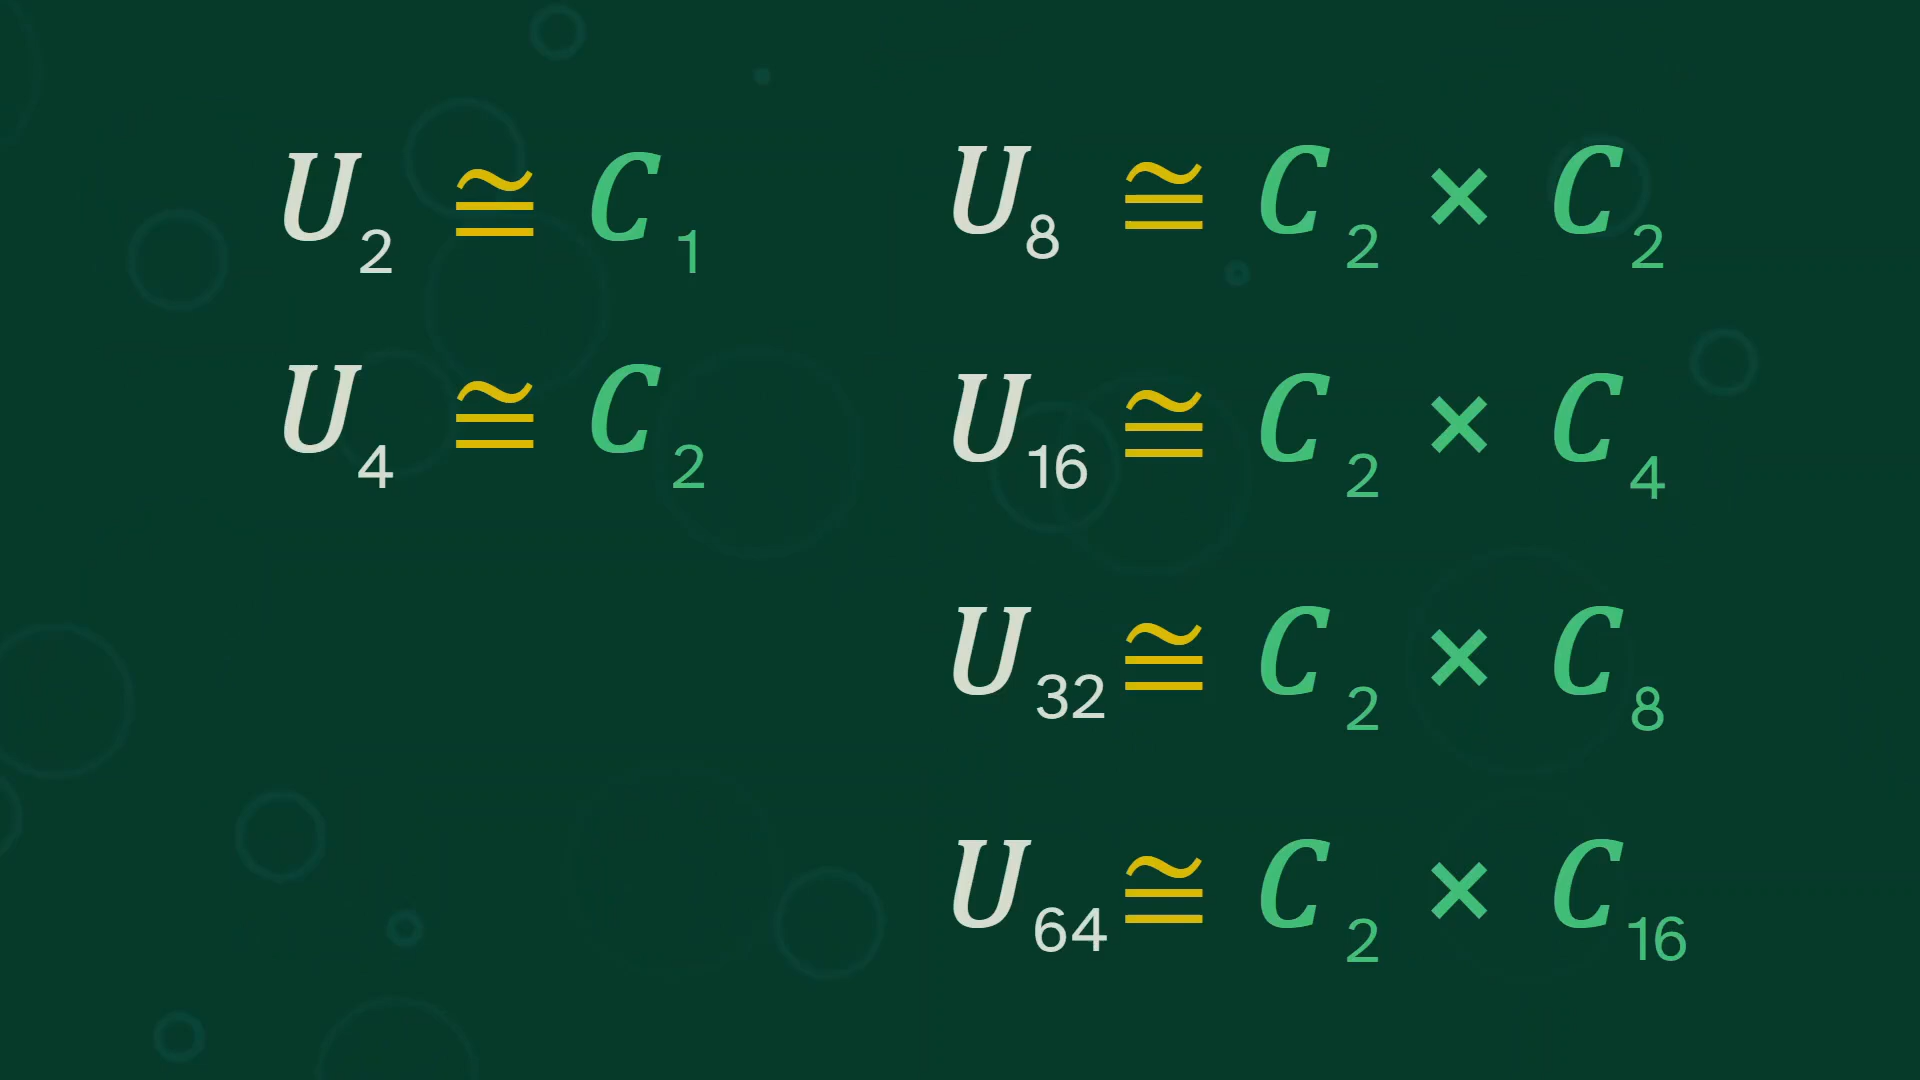 U₂ ≅ C₁
U₄ ≅ C₂
U₈ ≅ C₂ × C₂
U₁₆ ≅ C₂ × C₄
U₃₂ ≅ C₂ × C₈
U₆₄ ≅ C₂ × C₁₆